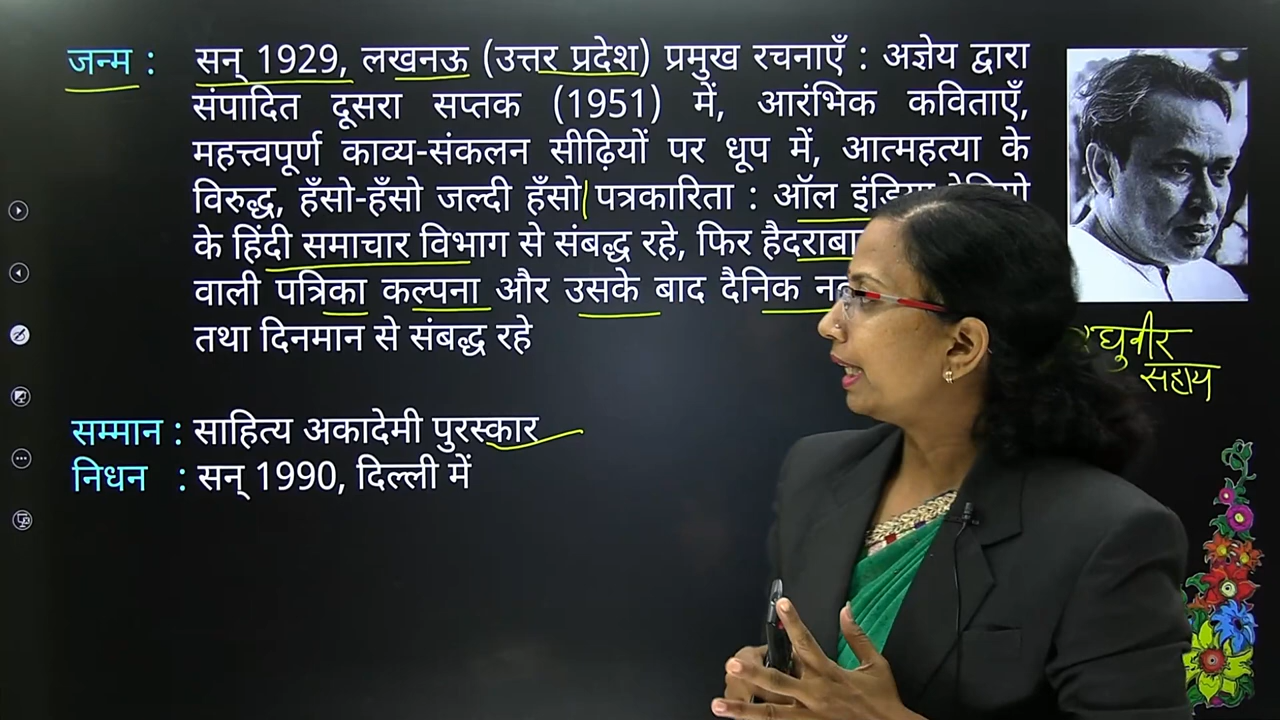 जन्म : सन् 1929, लखनऊ (उत्तर प्रदेश) प्रमुख रचनाएँ : अज्ञेय द्वारा
संपादित दूसरा सप्तक (1951) में, आरंभिक कविताएँ,
महत्त्वपूर्ण काव्य-संकलन सीढ़ियों पर धूप में, आत्महत्या के
विरुद्ध, हँसो-हँसो जल्दी हँसो पत्रकारिता : ऑल
के हिंदी समाचार विभाग से संबद्ध रहे, फिर
वाली पत्रिका कल्पना और उसके बाद दैनिक
तथा दिनमान से संबद्ध रहे
सम्मान : साहित्य अकादेमी पुरस्कार
निधन : सन् 1990, दिल्ली में
सहाय